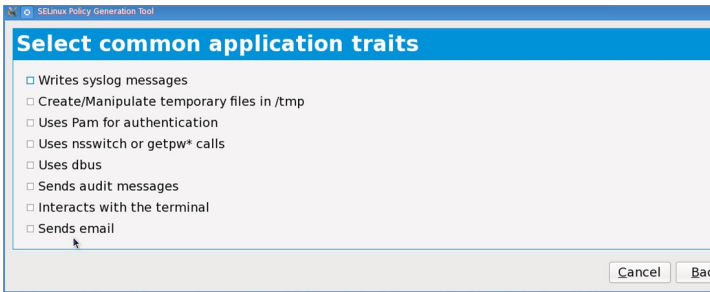 SELinux Policy Generation Tool
Select common application traits
Writes syslog messages
Create/Manipulate temporary files in /tmp
Uses Pam for authentication
Uses nsswitch or getpw* calls
Uses dbus
Sends audit messages
Interacts with the terminal
Sends email
Cancel Bac